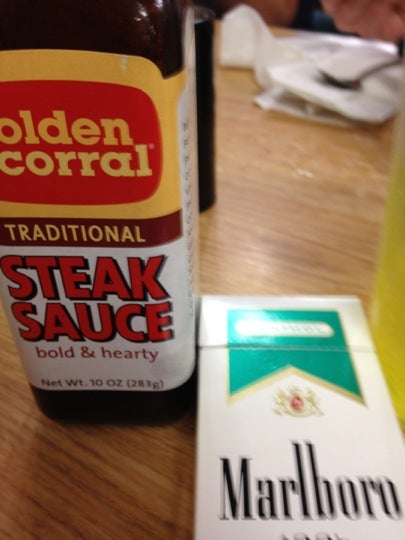 olden
corral
TRADITIONAL
STEAK
SAUCE
bold & hearty
Net Wt. 10 OZ (283g)
Marlboro